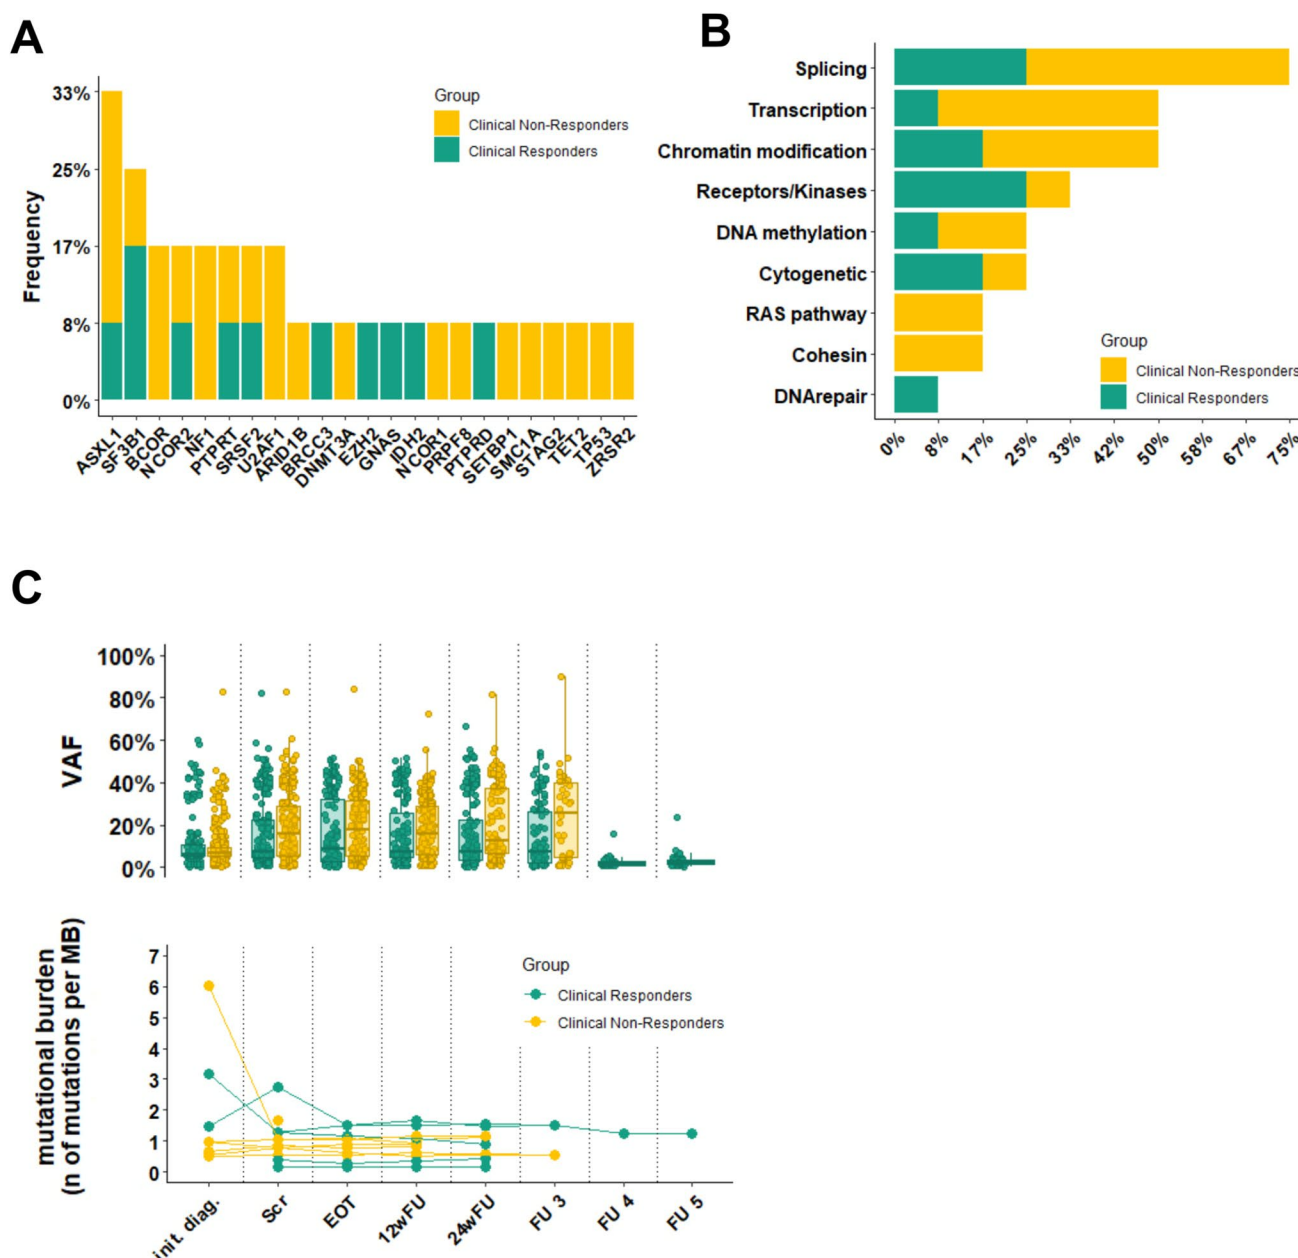 A
Frequency
33%
25%
17%
8%
0%
Group
Clinical Non-Responders
Clinical Responders
ASXL1
SF3B1
BCOR
NCOR2
NF1
PTPRT
SRSF2
U2AF1
ARID1B
BRCC3
DNMT3A
EZH2
GNAS
IDH2
NCOR1
PRPF8
PTPRD
SETBP1
SMC1A
STAG2
TET2
TP53
ZRSR2
B
Splicing
Transcription
Chromatin modification
Receptors/Kinases
DNA methylation
Cytogenetic
RAS pathway
Cohesin
DNArepair
Group
Clinical Non-Responders
Clinical Responders
0%
8%
17%
25%
33%
42%
50%
58%
67%
75%
C
VAF
100%
80%
60%
40%
20%
0%
mutational burden
(n of mutations per MB)
7
6
5
4
3
2
1
0
Group
Clinical Responders
Clinical Non-Responders
init. diag.
Scr
EOT
12wFU
24wFU
FU 3
FU 4
FU 5